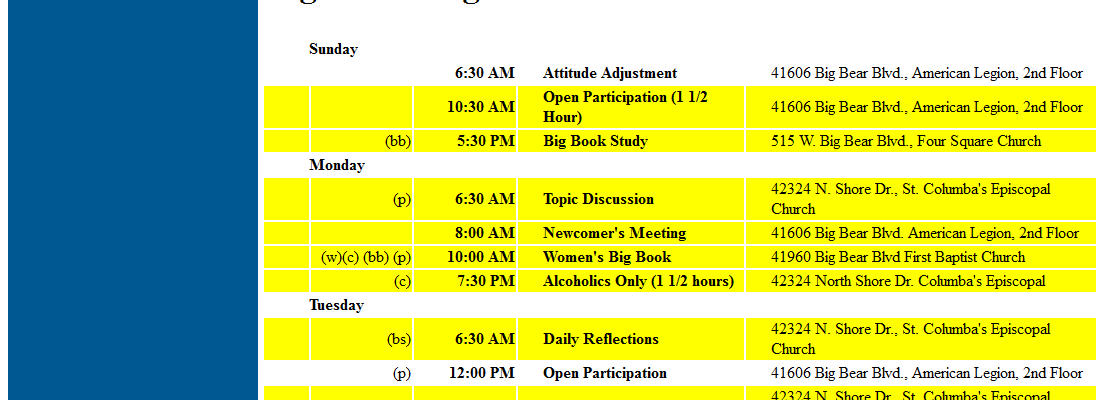 Sunday
6:30 AM Attitude Adjustment 41606 Big Bear Blvd., American Legion, 2nd Floor
10:30 AM Open Participation (1 1/2 Hour) 41606 Big Bear Blvd., American Legion, 2nd Floor
(bb) 5:30 PM Big Book Study 515 W. Big Bear Blvd., Four Square Church
Monday
(p) 6:30 AM Topic Discussion 42324 N. Shore Dr., St. Columba's Episcopal Church
8:00 AM Newcomer's Meeting 41606 Big Bear Blvd. American Legion, 2nd Floor
(w)(c) (bb) (p) 10:00 AM Women's Big Book 41960 Big Bear Blvd First Baptist Church
(c) 7:30 PM Alcoholics Only (1 1/2 hours) 42324 North Shore Dr. Columba's Episcopal
Tuesday
(bs) 6:30 AM Daily Reflections 42324 N. Shore Dr., St. Columba's Episcopal Church
(p) 12:00 PM Open Participation 41606 Big Bear Blvd., American Legion, 2nd Floor
42324 N. Shore Dr., St. Columba's Episcopal